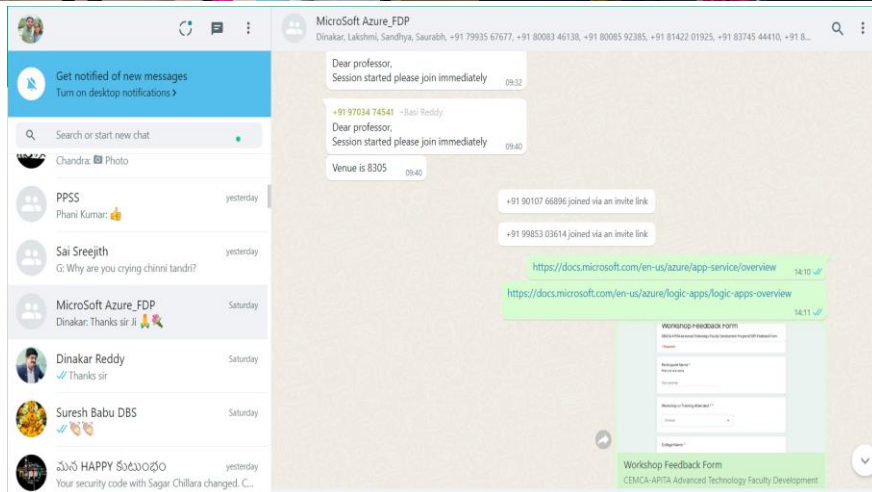 Get notified of new messages
Turn on desktop notifications >
Search or start new chat
Chandra: Photo
PPSS
yesterday
Phani Kumar: 👍
Sai Sreejith
yesterday
G: Why are you crying chinni tandri?
MicroSoft Azure_FDP
Saturday
Dinakar: Thanks sir Ji 🙏💐
Dinakar Reddy
Saturday
Thanks sir
Suresh Babu DBS
Saturday
👏🏻👏🏻
మన HAPPY కుటుంభం
yesterday
Your security code with Sagar Chillara changed. C...
MicroSoft Azure_FDP
Dinakar, Lakshmi, Sandhya, Saurabh, +91 79935 67677, +91 80083 46138, +91 80085 92385, +91 81422 01925, +91 83745 44410, +91 8...
Dear professor,
Session started please join immediately
09:32
+91 97034 74541 ~Basi Reddy
Dear professor,
Session started please join immediately
09:40
Venue is 8305
09:40
+91 90107 66896 joined via an invite link
+91 99853 03614 joined via an invite link
https://docs.microsoft.com/en-us/azure/app-service/overview
14:10
https://docs.microsoft.com/en-us/azure/logic-apps/logic-apps-overview
14:11
Workshop Feedback Form
Participant Name *
Workshop or Training Attended *
College Name *
Workshop Feedback Form
CEMCA-APITA Advanced Technology Faculty Development